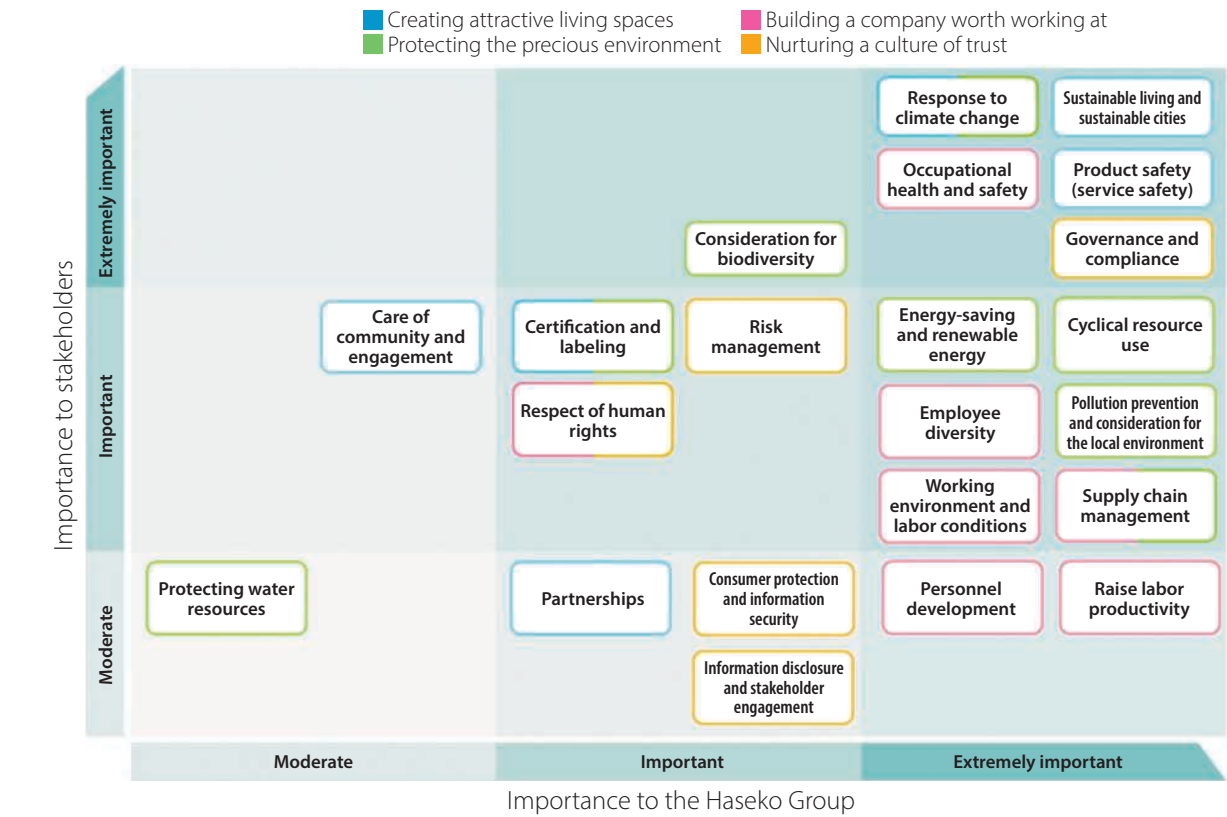 Creating attractive living spaces
Building a company worth working at
Protecting the precious environment
Nurturing a culture of trust
Importance to stakeholders
Extremely important
Response to
climate change
Sustainable living and
sustainable cities
Occupational
health and safety
Product safety
(service safety)
Consideration for
biodiversity
Governance and
compliance
Important
Care of
community and
engagement
Certification and
labeling
Risk
management
Energy-saving
and renewable
energy
Cyclical resource
use
Respect of human
rights
Employee
diversity
Pollution prevention
and consideration for
the local environment
Working
environment and
labor conditions
Supply chain
management
Moderate
Protecting water
resources
Partnerships
Consumer protection
and information
security
Personnel
development
Raise labor
productivity
Information disclosure
and stakeholder
engagement
Moderate
Important
Extremely important
Importance to the Haseko Group